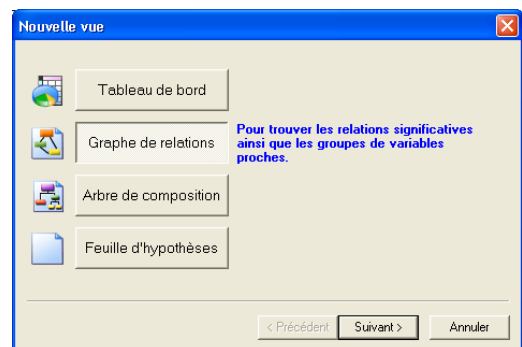 Nouvelle vue
Tableau de bord
Graphe de relations
Pour trouver les relations significatives
ainsi que les groupes de variables
proches.
Arbre de composition
Feuille d'hypothèses
< Précédent
Suivant >
Annuler